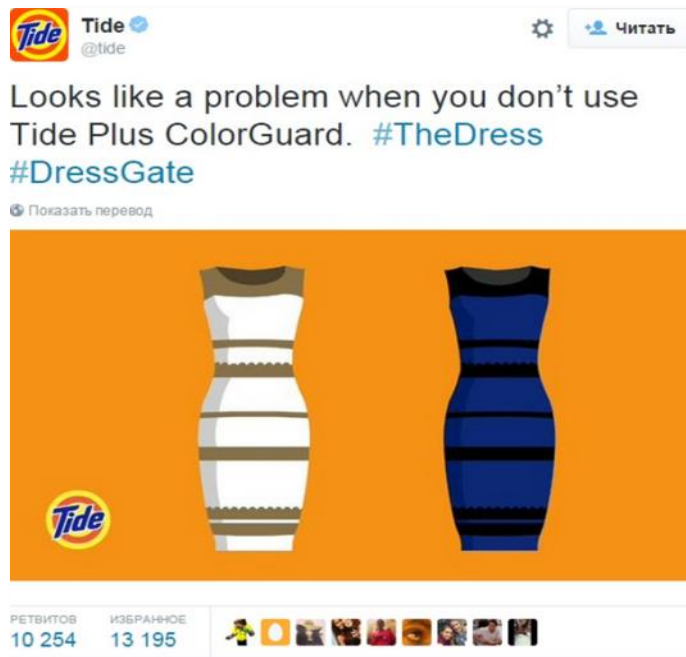 Tide
Tide
@tide
Читать
Looks like a problem when you don’t use
Tide Plus ColorGuard. #TheDress
#DressGate
Показать перевод
Tide
РЕТВИТОВ ИЗБРАННОЕ
10 254 13 195